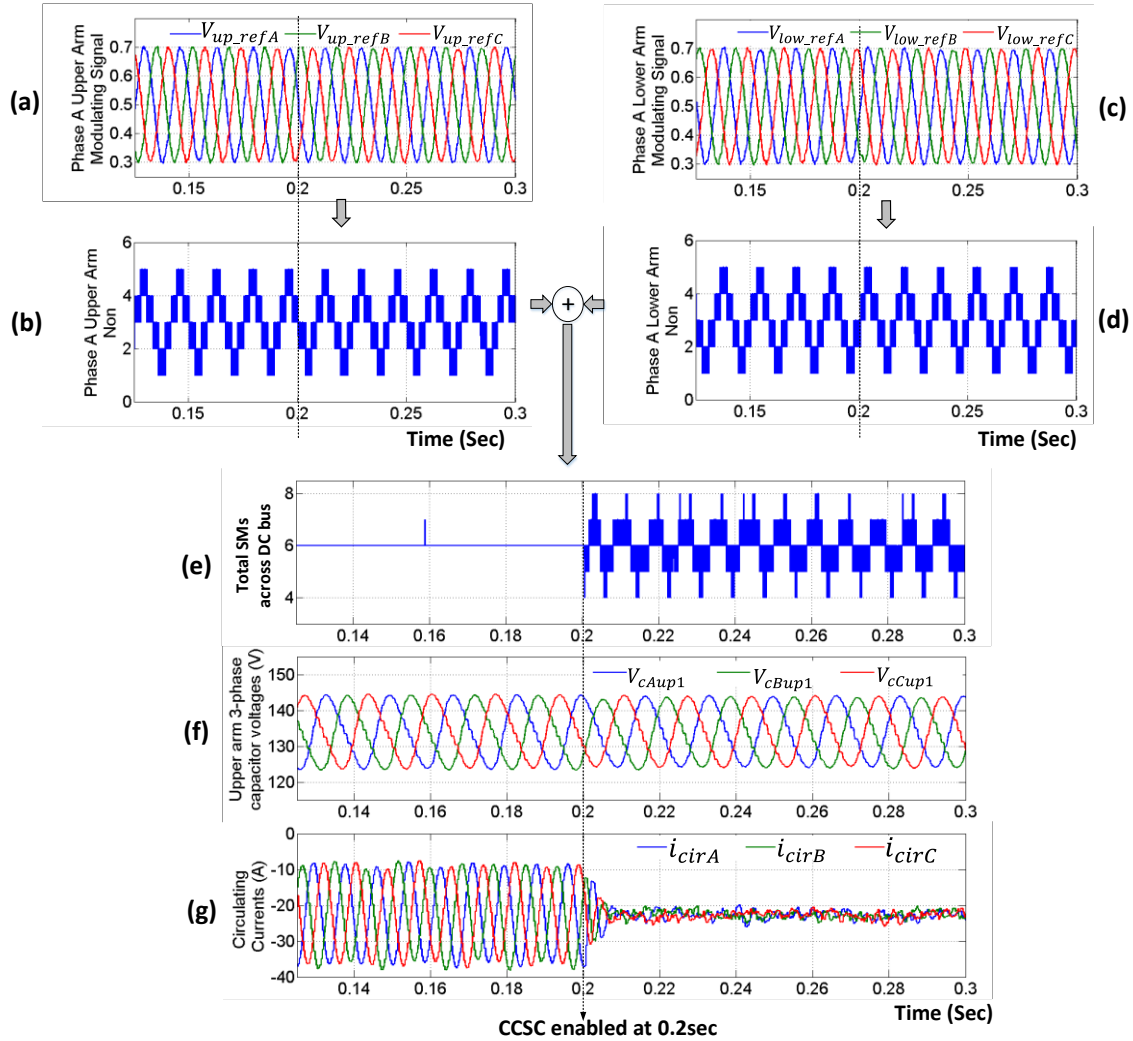 V_up_refA V_up_refB V_up_refC
(a)
Phase A Upper Arm
Modulating Signal
0.7
0.6
0.5
0.4
0.3
0.15 0.2 0.25 0.3
V_low_refA V_low_refB V_low_refC
(c)
Phase A Lower Arm
Modulating Signal
0.7
0.6
0.5
0.4
0.3
0.15 0.2 0.25 0.3
(b)
Phase A Upper Arm
Non
6
4
2
0
0.15 0.2 0.25 0.3
Time (Sec)
+
(d)
Phase A Lower Arm
Non
6
4
2
0
0.15 0.2 0.25 0.3
Time (Sec)
(e)
Total SMs
across DC bus
8
6
4
0.14 0.16 0.18 0.2 0.22 0.24 0.26 0.28 0.3
(f)
Upper arm 3-phase
capacitor voltages (V)
V_cAup1 V_cBup1 V_cCup1
150
140
130
120
0.14 0.16 0.18 0.2 0.22 0.24 0.26 0.28 0.3
(g)
Circulating
Currents (A)
i_cirA i_cirB i_cirC
0
-10
-20
-30
-40
0.14 0.16 0.18 0.2 0.22 0.24 0.26 0.28 0.3
Time (Sec)
CCSC enabled at 0.2sec